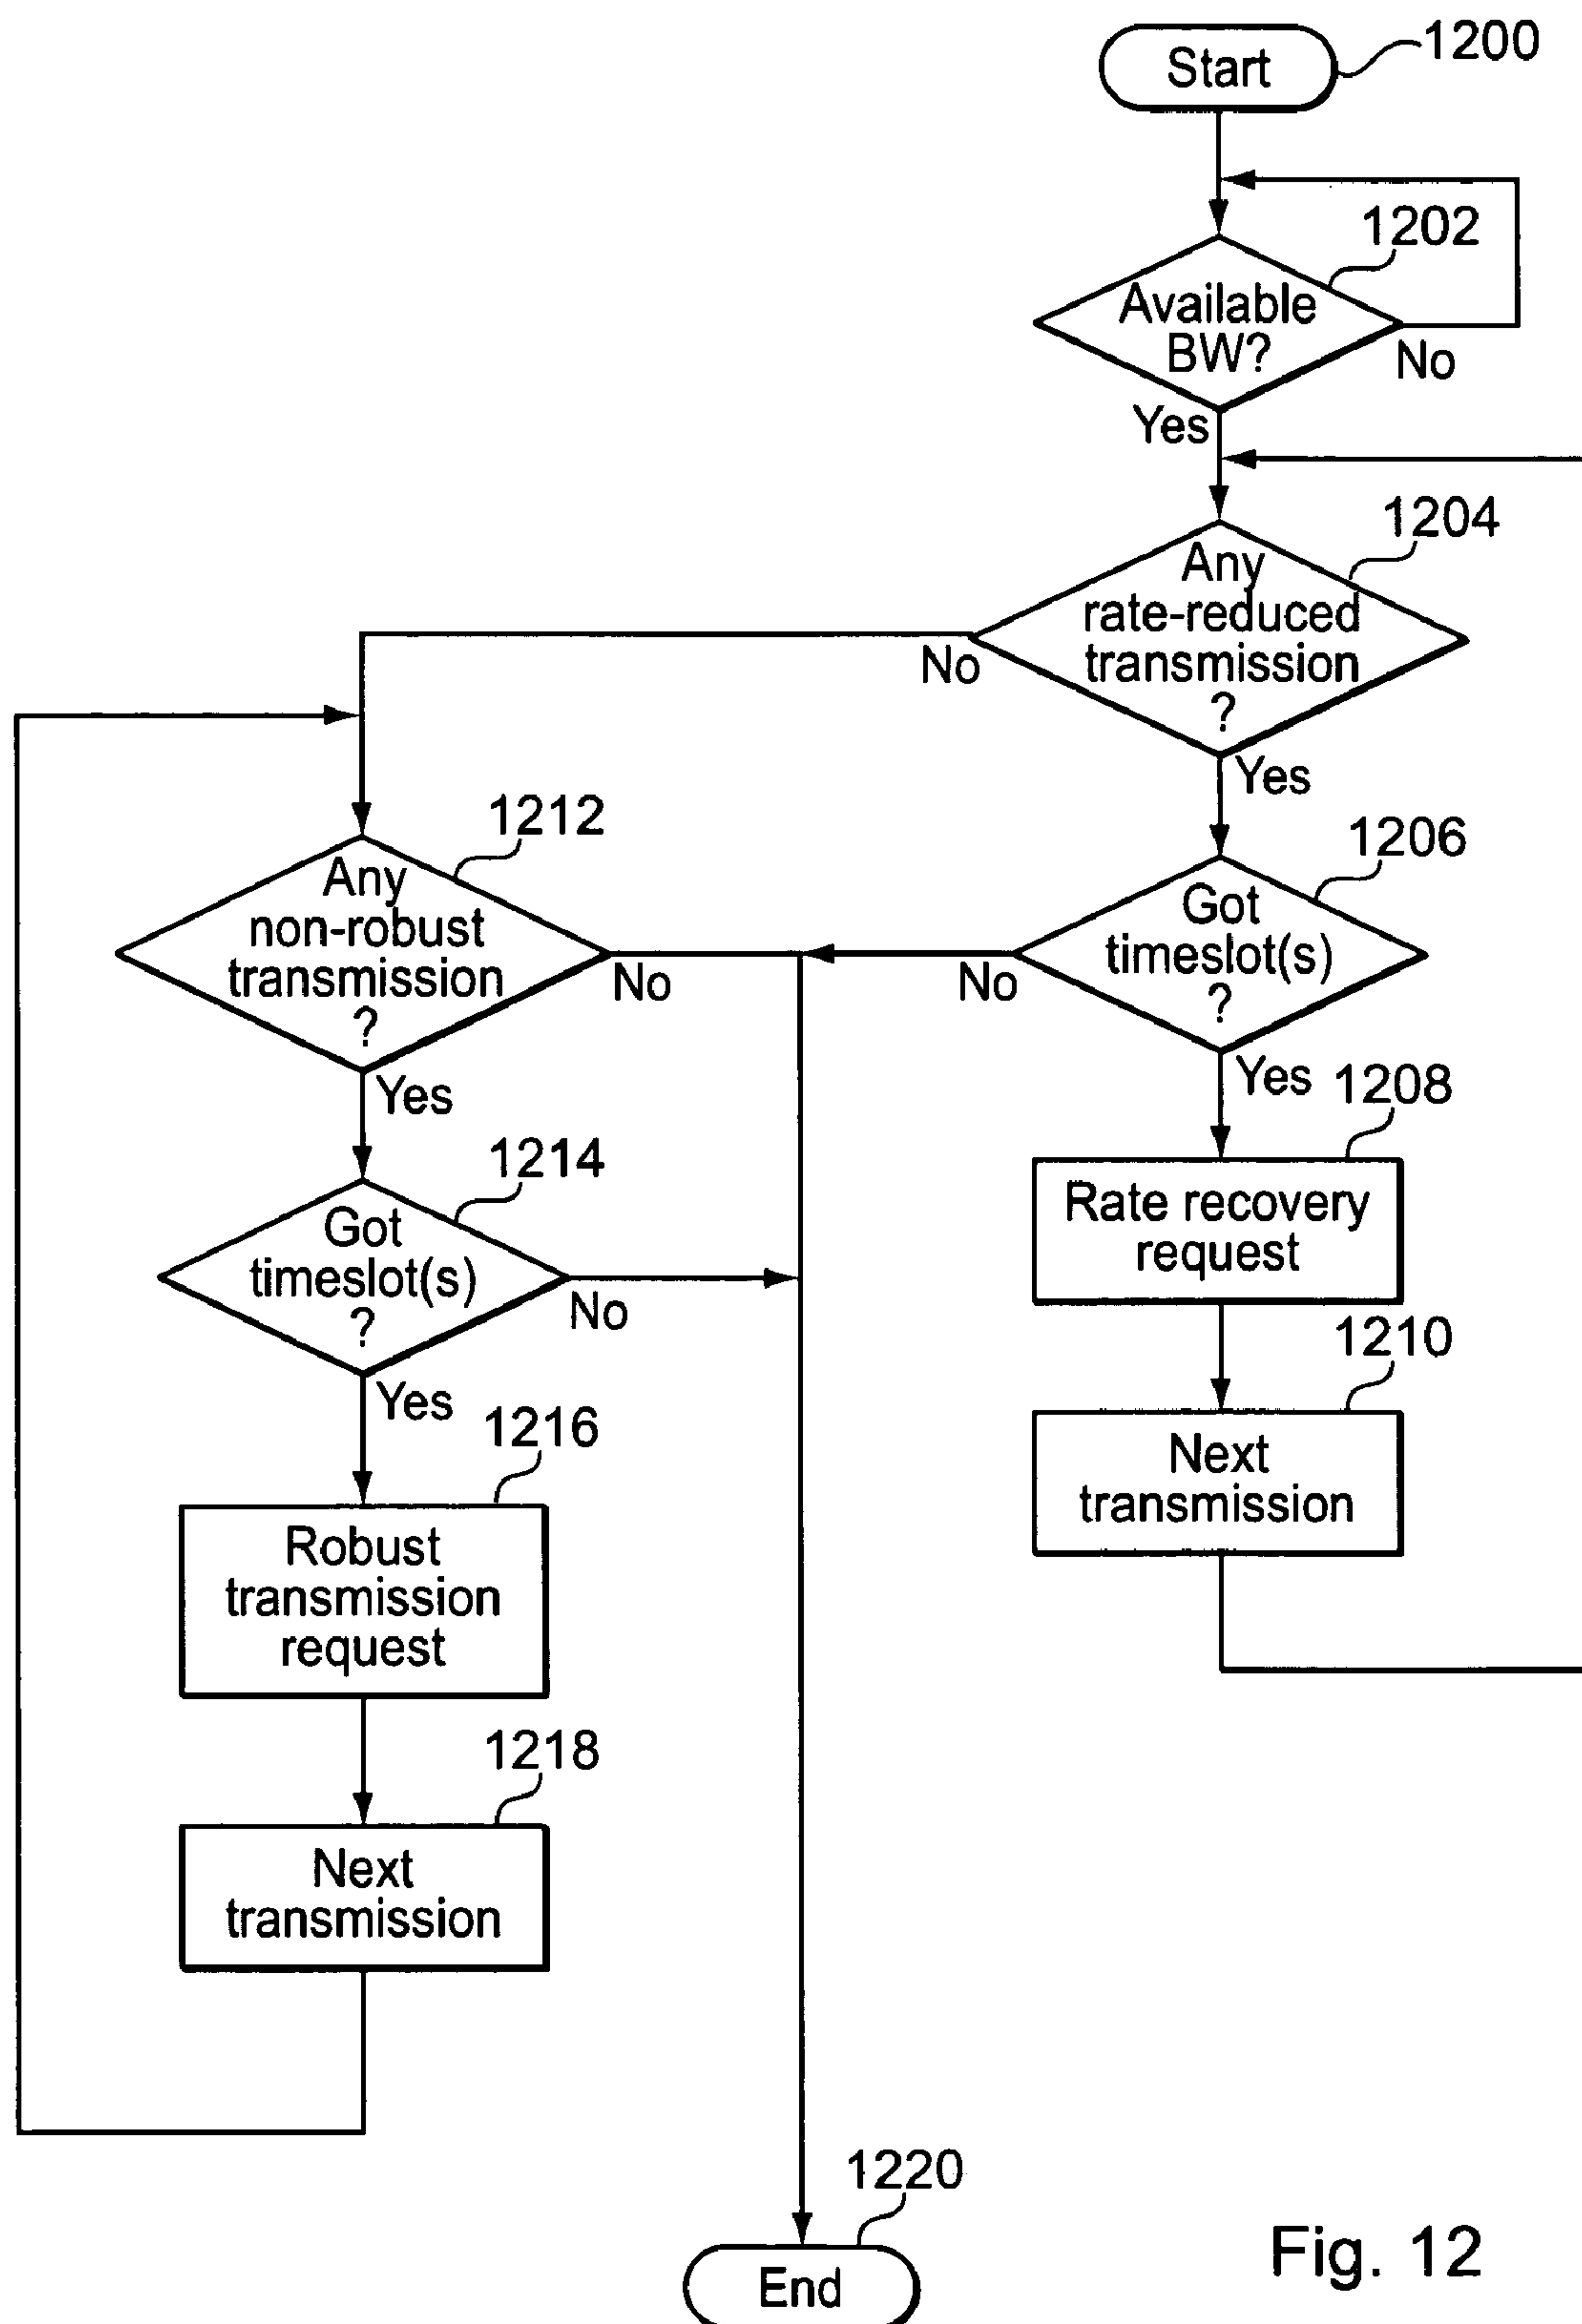 Start
1200
1202
Available
BW?
No
Yes
1204
Any
rate-reduced
transmission
?
No
Yes
1206
Got
timeslot(s)
?
No
Yes
1208
Rate recovery
request
1210
Next
transmission
1212
Any
non-robust
transmission
?
No
Yes
1214
Got
timeslot(s)
?
No
Yes
1216
Robust
transmission
request
1218
Next
transmission
1220
End
Fig. 12